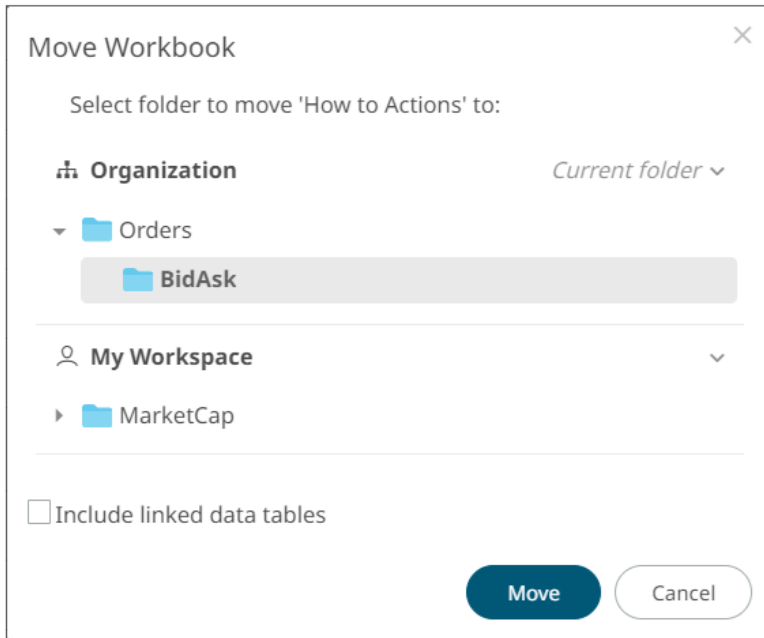 Move Workbook
Select folder to move 'How to Actions' to:
Organization Current folder
Orders
BidAsk
My Workspace
MarketCap
Include linked data tables
Move Cancel